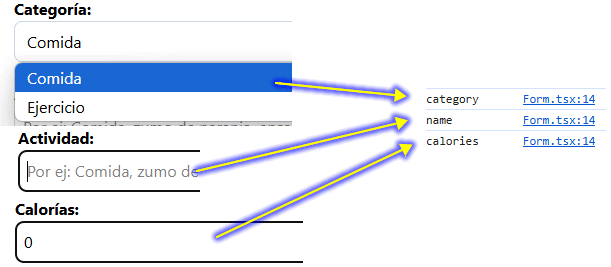 Categoría:
Comida
Comida
Ejercicio
Actividad:
Por ej: Comida, zumo de
Calorías:
0
category Form.tsx:14
name Form.tsx:14
calories Form.tsx:14